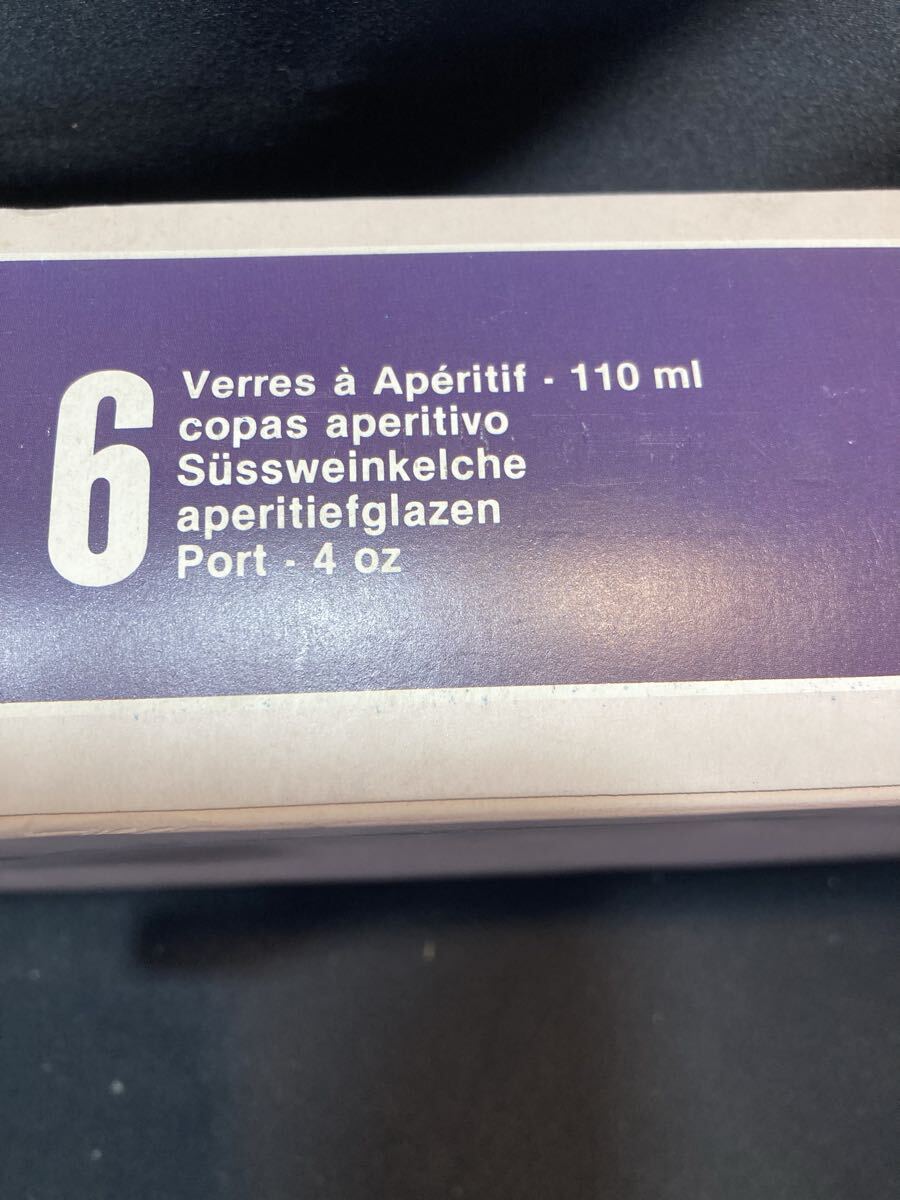 6
Verres à Apéritif - 110 ml
copas aperitivo
Süssweinkelche
aperitiefglazen
Port - 4 oz